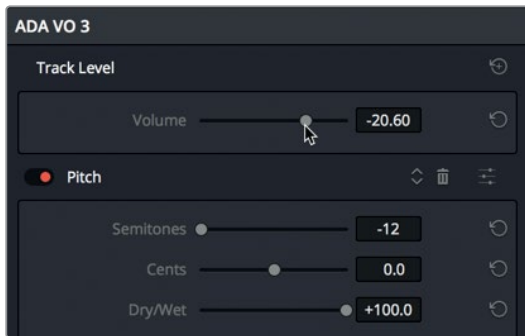 ADA VO 3
Track Level
Volume -20.60
Pitch
Semitones -12
Cents 0.0
Dry/Wet +100.0